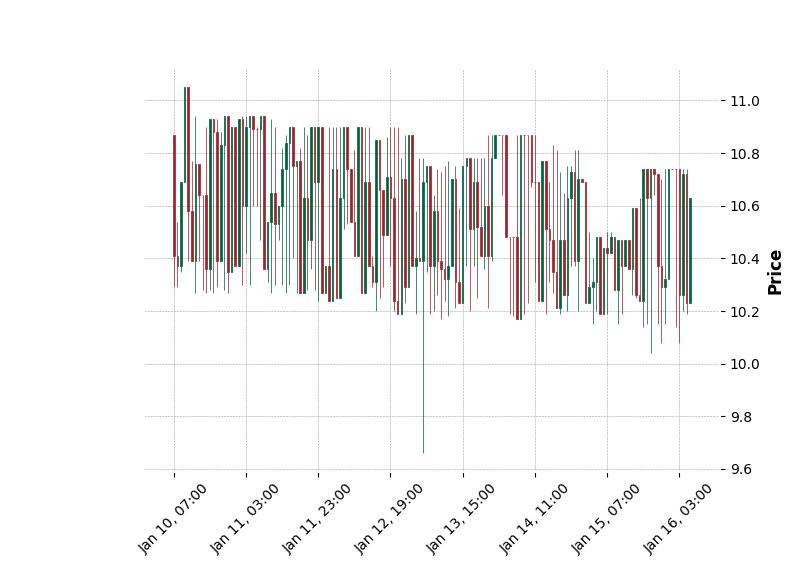 11.0
10.8
10.6
10.4
10.2
10.0
9.8
9.6
Price
Jan 10, 07:00
Jan 11, 03:00
Jan 11, 23:00
Jan 12, 19:00
Jan 13, 15:00
Jan 14, 11:00
Jan 15, 07:00
Jan 16, 03:00